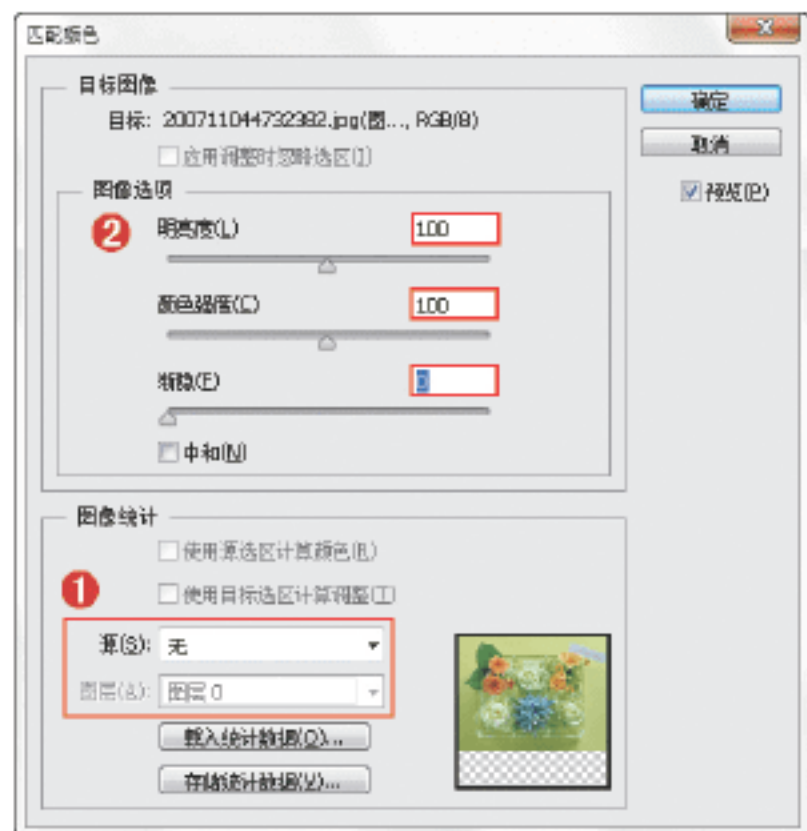 匹配颜色
目标图像
目标: 200711044732382.jpg(图..., RGB/8)
应用调整时忽略选区(I)
确定
取消
预览(P)
图像选项
2
明亮度(L)
100
颜色强度(C)
100
渐隐(F)
0
中和(N)
图像统计
使用源选区计算颜色(R)
1
使用目标选区计算调整(T)
源(S): 无
图层(A): 图层 0
载入统计数据(O)...
存储统计数据(V)...